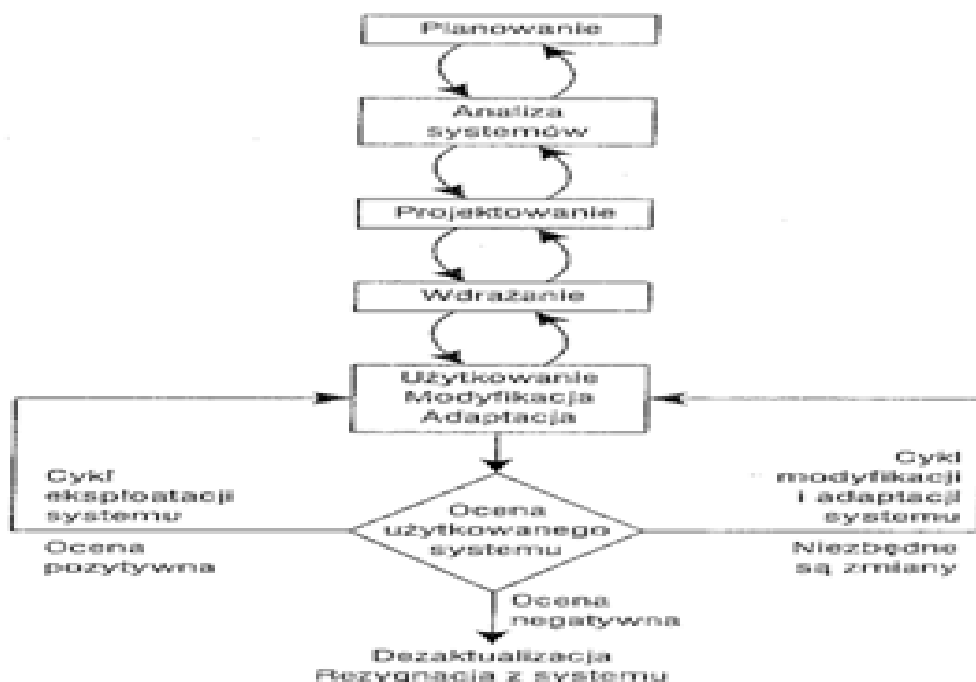 Planowanie
Analiza
systemów
Projektowanie
Wdrażanie
Użytkowanie
Modyfikacja
Adaptacja
Cykl
eksploatacji
systemu
Ocena
pozytywna
Ocena
użytkowanego
systemu
Cykl
modyfikacji
i adaptacji
systemu
Niezbędne
są zmiany
Ocena
negatywna
Dezaktualizacja
Rezygnacja z systemu